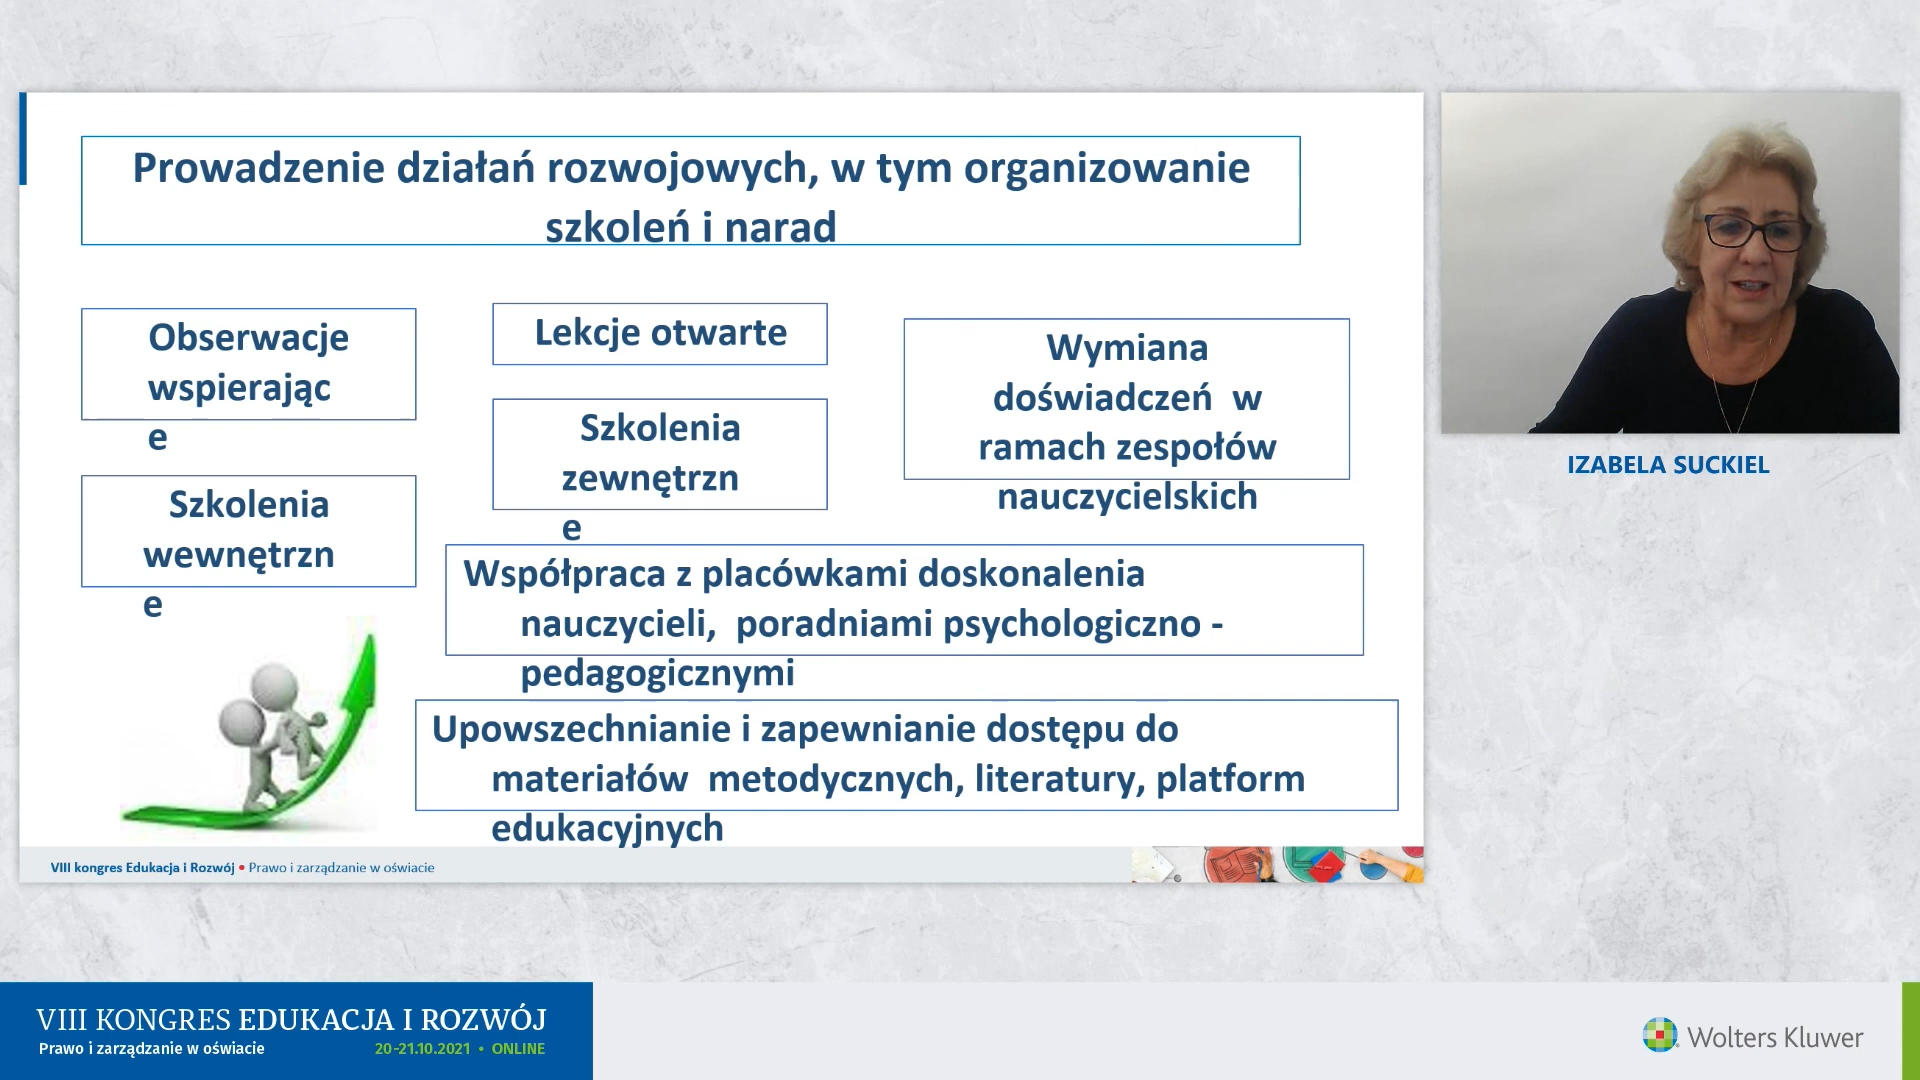 Prowadzenie działań rozwojowych, w tym organizowanie
szkoleń i narad
Obserwacje
wspierając
e
Lekcje otwarte
Wymiana
doświadczeń w
ramach zespołów
nauczycielskich
Szkolenia
zewnętrzn
e
Szkolenia
wewnętrzn
e
Współpraca z placówkami doskonalenia
nauczycieli, poradniami psychologiczno -
pedagogicznymi
Upowszechnianie i zapewnianie dostępu do
materiałów metodycznych, literatury, platform
edukacyjnych
VIII kongres Edukacja i Rozwój • Prawo i zarządzanie w oświacie
IZABELA SUCKIEL
VIII KONGRES EDUKACJA I ROZWÓJ
Prawo i zarządzanie w oświacie 20-21.10.2021 • ONLINE
Wolters Kluwer